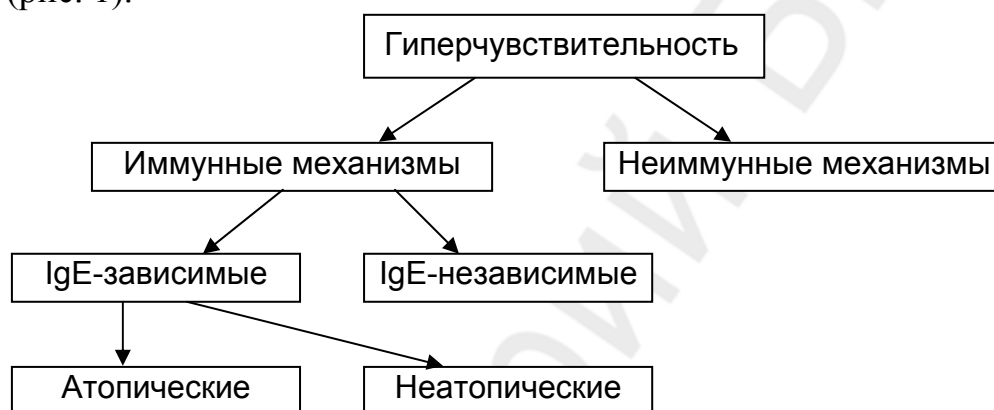 (рис. 1).
Гиперчувствительность
Иммунные механизмы
Неиммунные механизмы
IgE-зависимые
IgE-независимые
Атопические
Неатопические